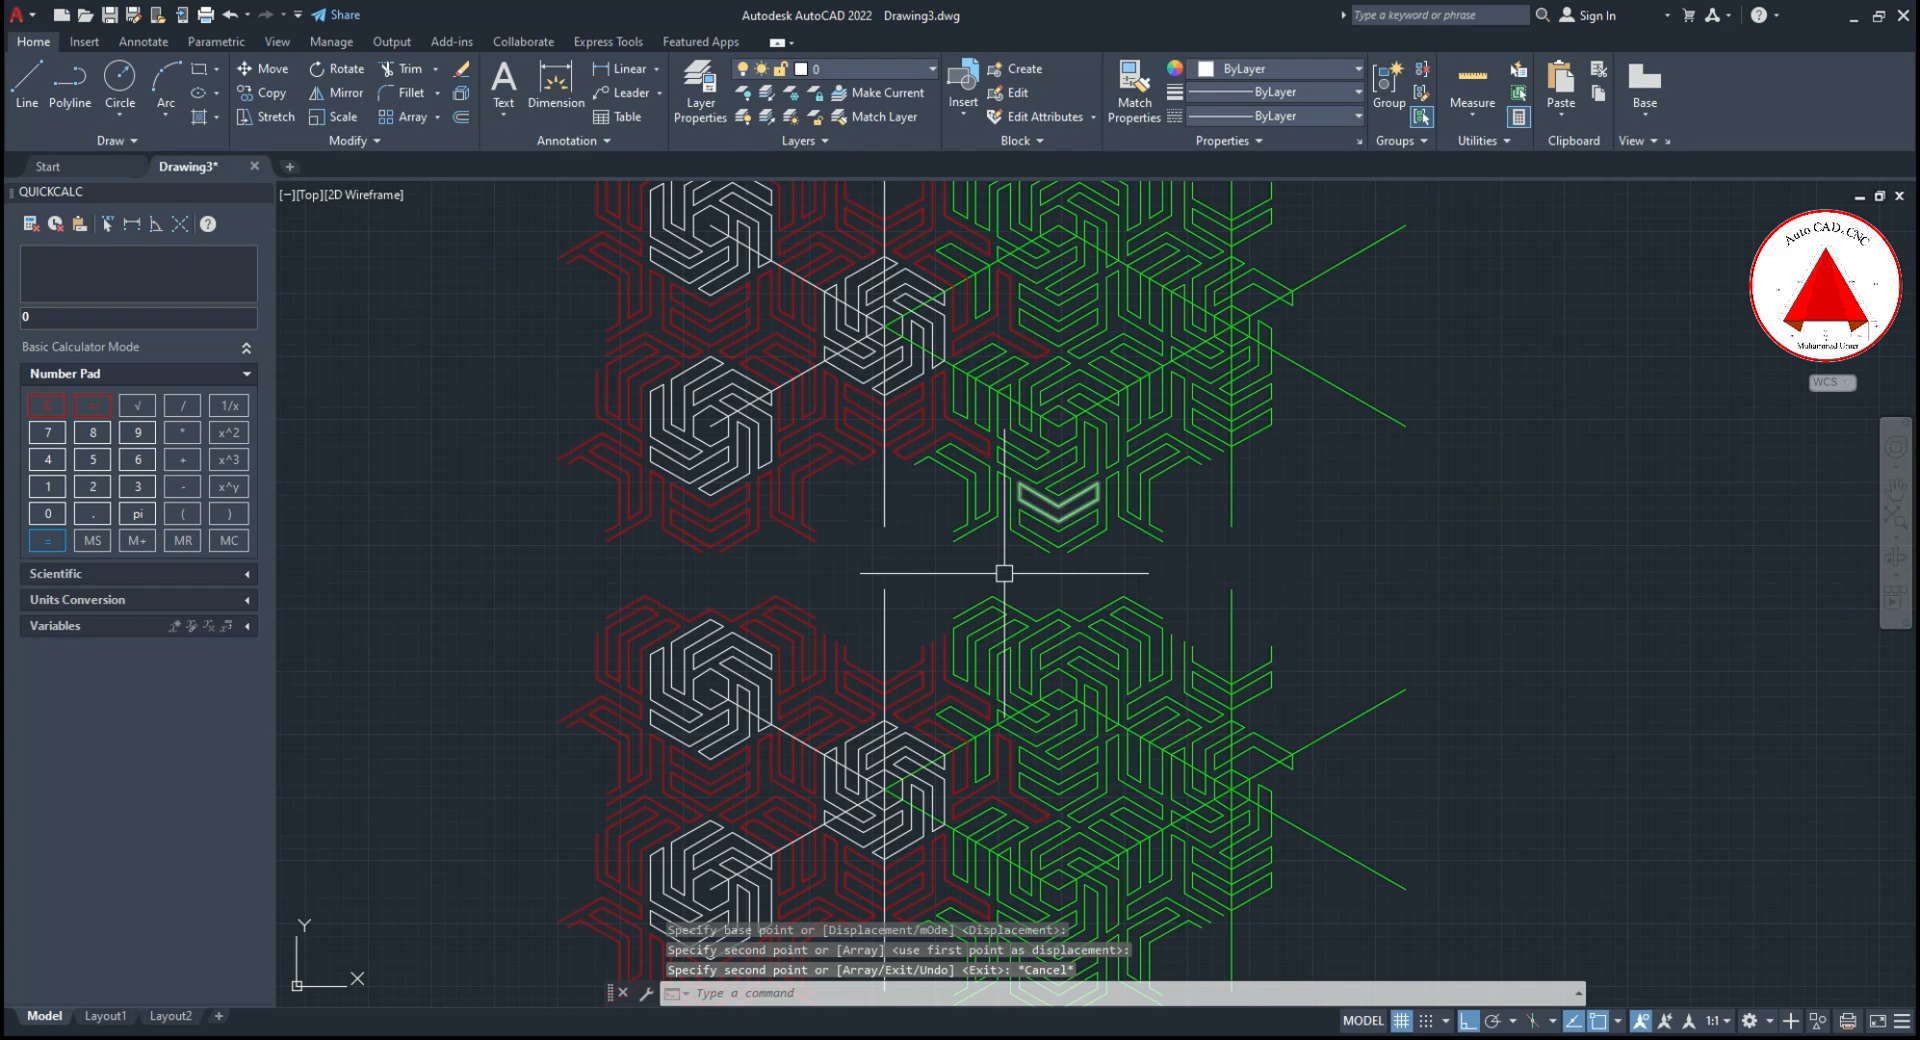 Share
Autodesk AutoCAD 2022 Drawing3.dwg
Type a keyword or phrase
Sign In
Home Insert Annotate Parametric View Manage Output Add-ins Collaborate Express Tools Featured Apps
Line Polyline Circle Arc
Move Rotate Trim
Copy Mirror Fillet
Stretch Scale Array
Text Dimension
Linear
Leader
Table
Layer Properties
0
Make Current
Match Layer
Insert
Create
Edit
Edit Attributes
Match Properties
ByLayer
ByLayer
ByLayer
Group
Measure
Paste
Base
Draw Modify Annotation Layers Block Properties Groups Utilities Clipboard View
Start Drawing3*
QUICKCALC
[−][Top][2D Wireframe]
0
Basic Calculator Mode
Number Pad
C √ / 1/x
7 8 9 * x^2
4 5 6 + x^3
1 2 3 - x^y
0 . pi ( )
= MS M+ MR MC
Scientific
Units Conversion
Variables
Auto CAD & CNC
Muhammed Umer
WCS
Y
X
Specify base point or [Displacement/mOde] <Displacement>:
Specify second point or [Array] <use first point as displacement>:
Specify second point or [Array/Exit/Undo] <Exit>: *Cancel*
Type a command
Model Layout1 Layout2
MODEL
1:1